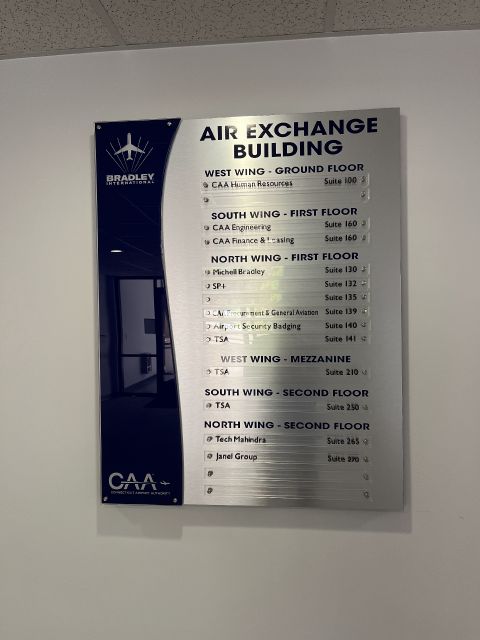 BRADLEY
INTERNATIONAL
AIR EXCHANGE
BUILDING
WEST WING - GROUND FLOOR
CAA Human Resources Suite 100
SOUTH WING - FIRST FLOOR
CAA Engineering Suite 160
CAA Finance & Leasing Suite 160
NORTH WING - FIRST FLOOR
Michell Bradley Suite 130
SP+ Suite 132
Suite 135
CAA Procurement & General Aviation Suite 139
Airport Security Badging Suite 140
TSA Suite 141
WEST WING - MEZZANINE
TSA Suite 210
SOUTH WING - SECOND FLOOR
TSA Suite 250
NORTH WING - SECOND FLOOR
Tech Mahindra Suite 265
Janel Group Suite 270
CAA
CONNECTICUT AIRPORT AUTHORITY